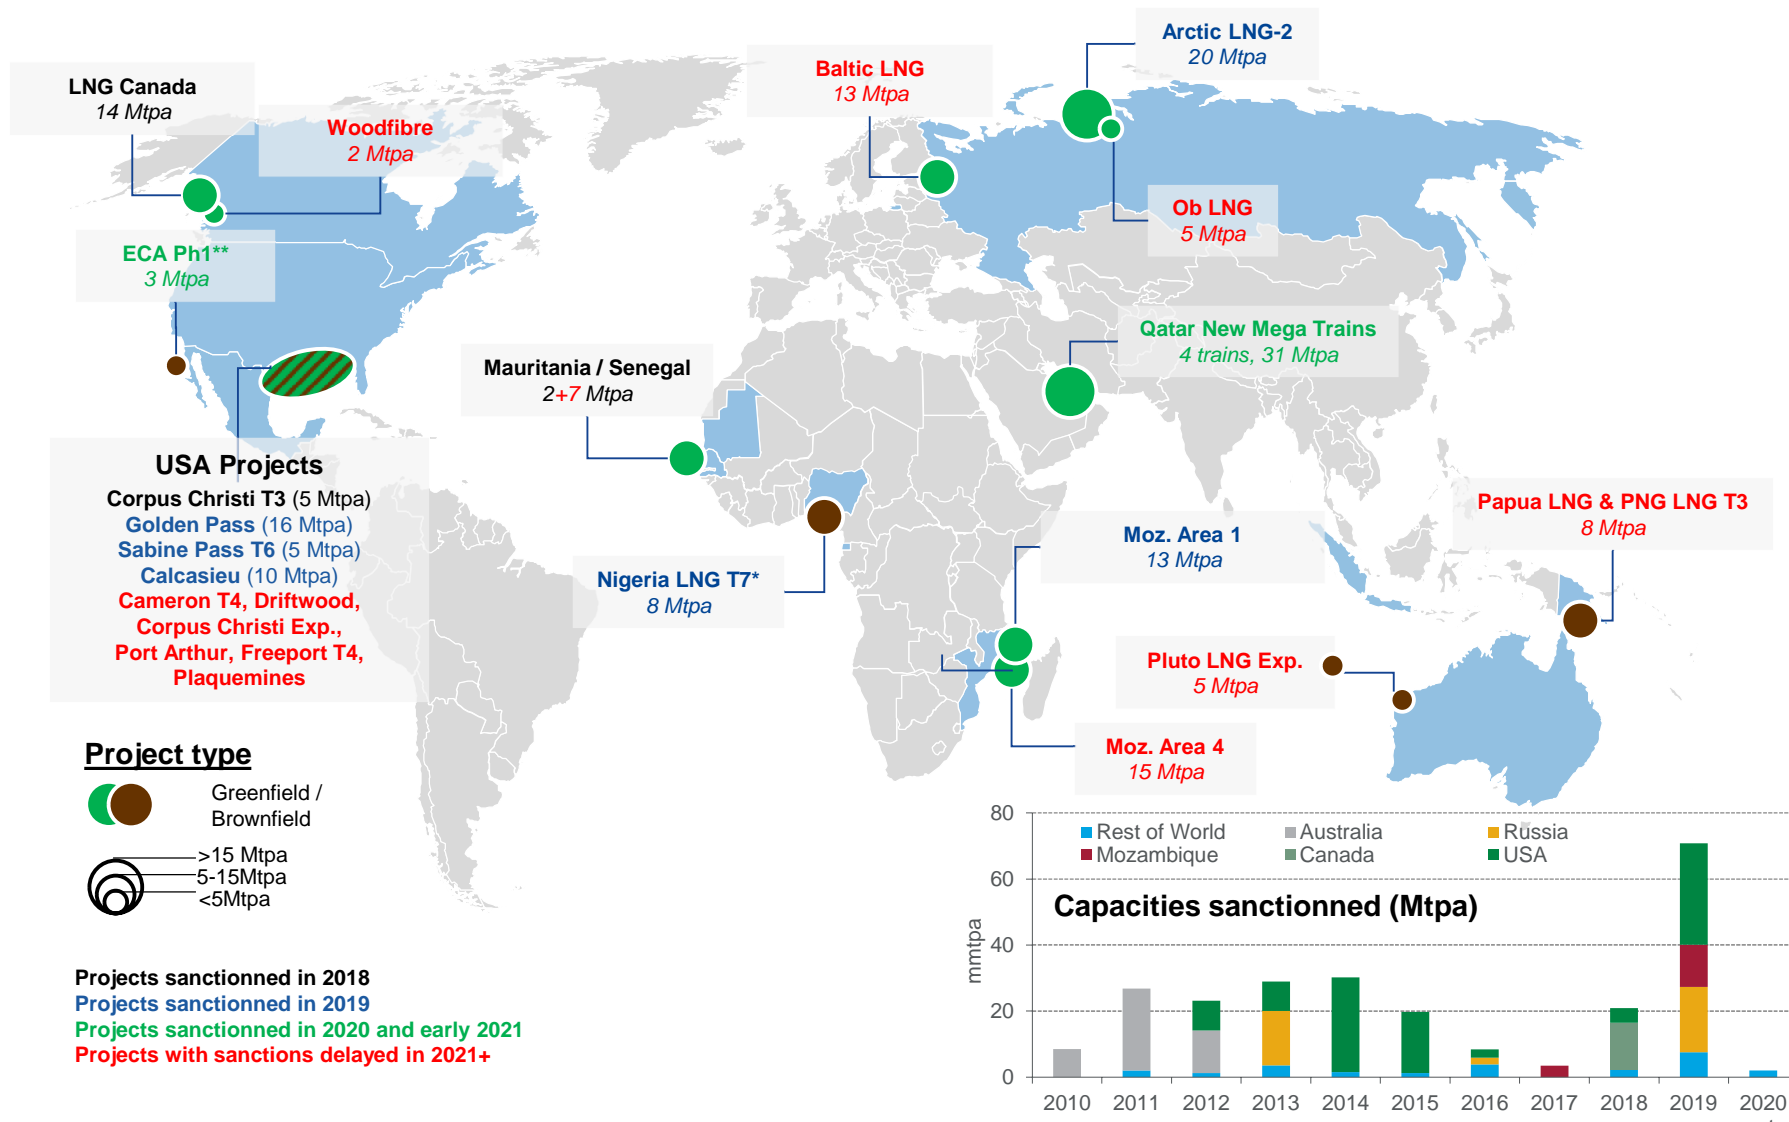 Arctic LNG-2
20 Mtpa
Baltic LNG
13 Mtpa
LNG Canada
14 Mtpa
Woodfibre
2 Mtpa
Ob LNG
5 Mtpa
ECA Ph1**
3 Mtpa
Qatar New Mega Trains
4 trains, 31 Mtpa
Mauritania / Senegal
2+7 Mtpa
USA Projects
Corpus Christi T3 (5 Mtpa)
Golden Pass (16 Mtpa)
Sabine Pass T6 (5 Mtpa)
Calcasieu (10 Mtpa)
Cameron T4, Driftwood,
Corpus Christi Exp.,
Port Arthur, Freeport T4,
Plaquemines
Papua LNG & PNG LNG T3
8 Mtpa
Moz. Area 1
13 Mtpa
Nigeria LNG T7*
8 Mtpa
Pluto LNG Exp.
5 Mtpa
Moz. Area 4
15 Mtpa
Project type
Greenfield /
Brownfield
>15 Mtpa
5-15Mtpa
<5Mtpa
Projects sanctionned in 2018
Projects sanctionned in 2019
Projects sanctionned in 2020 and early 2021
Projects with sanctions delayed in 2021+
Capacities sanctionned (Mtpa)
Rest of World
Australia
Russia
Mozambique
Canada
USA
mmtpa
80
60
40
20
0
2010 2011 2012 2013 2014 2015 2016 2017 2018 2019 2020